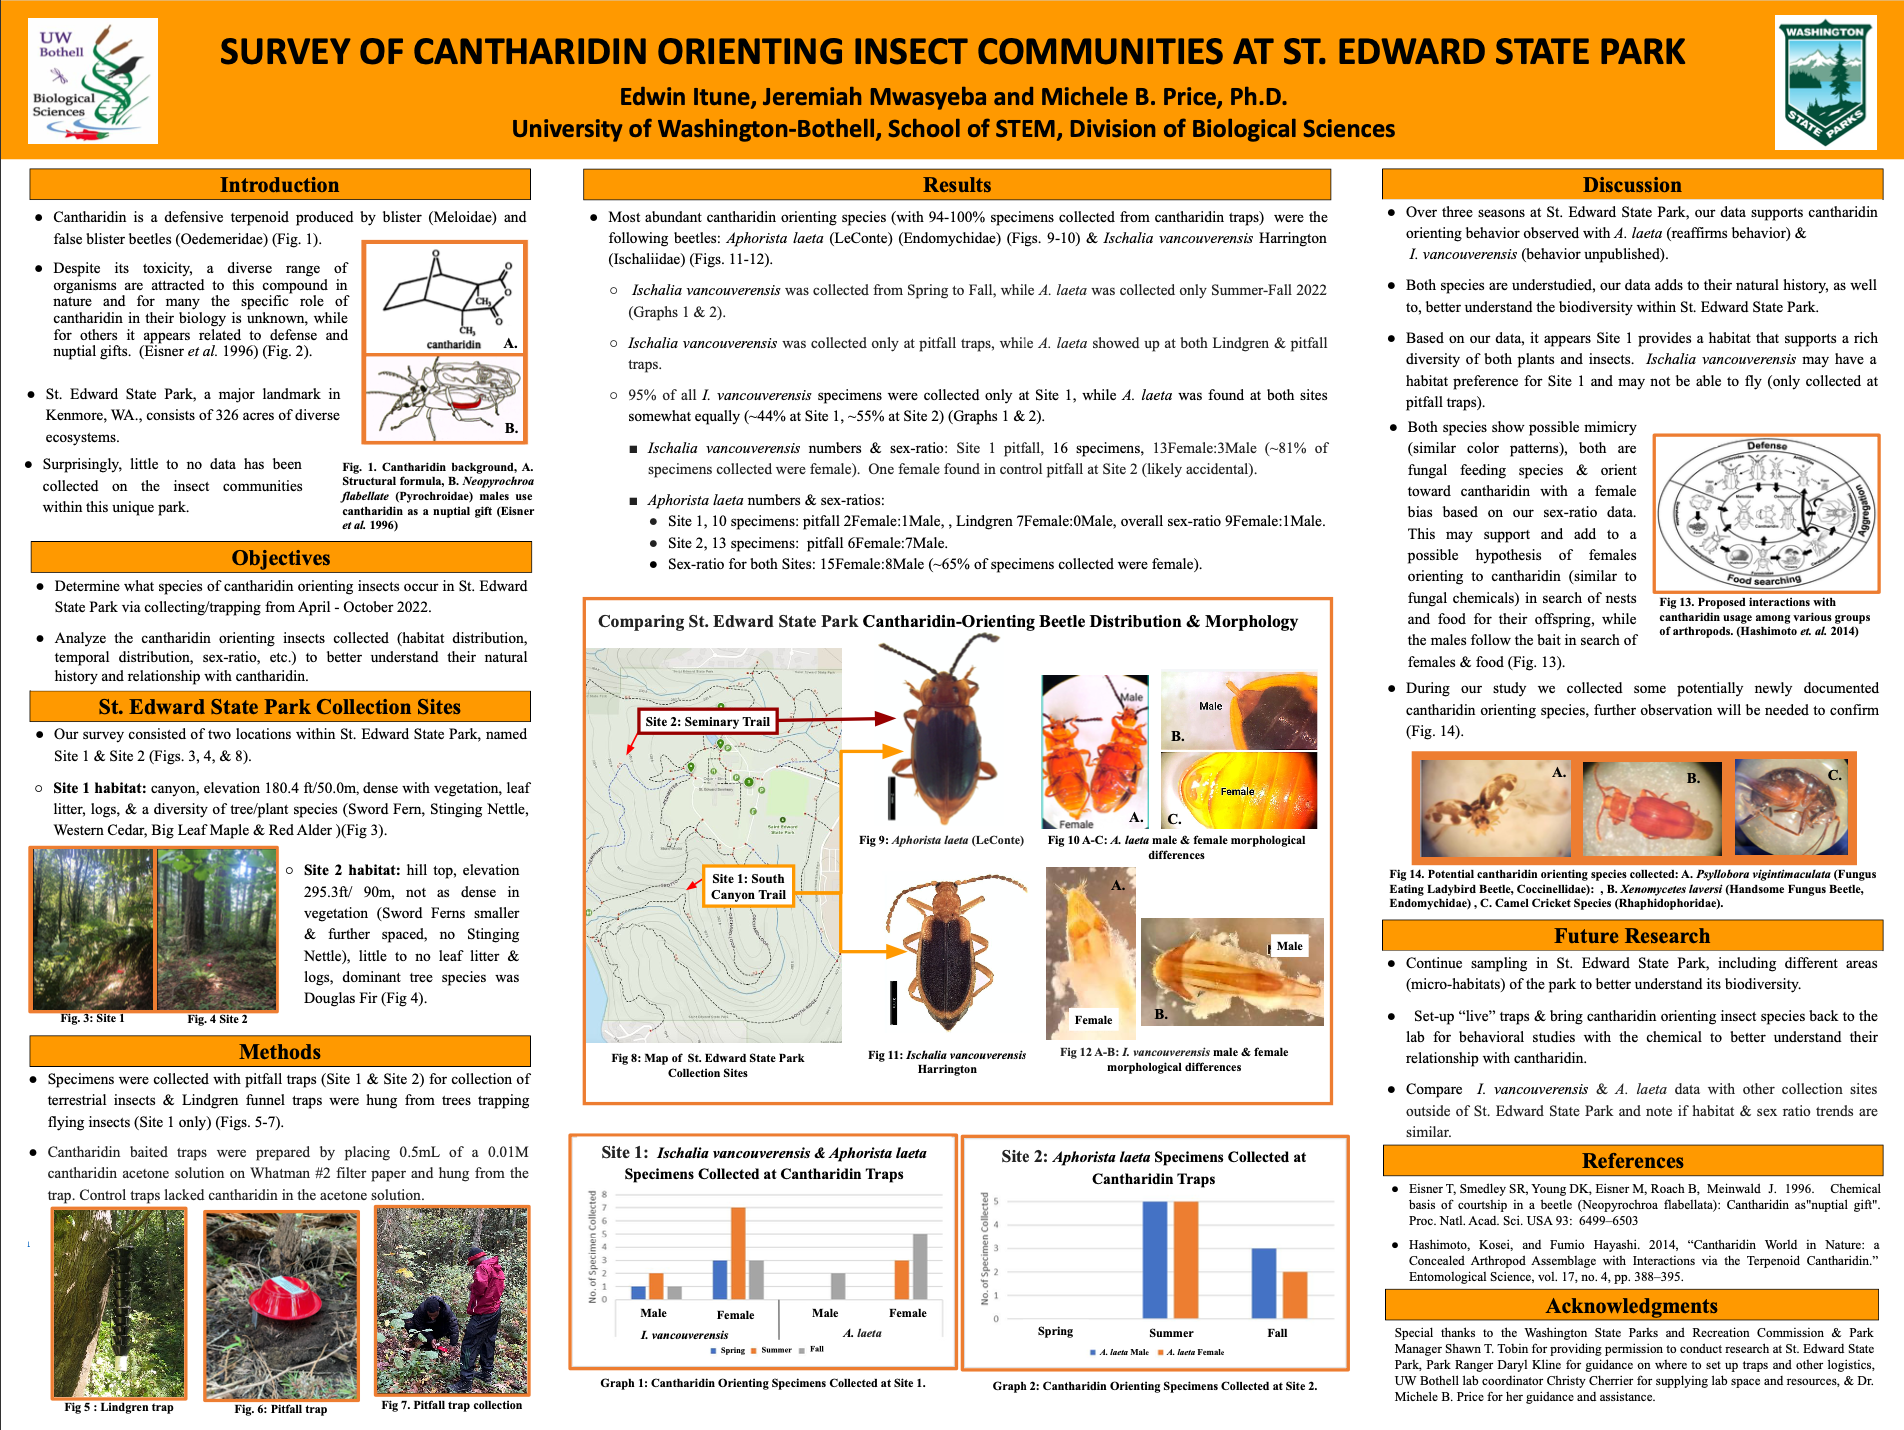 UW
Bothell
Biological
Sciences
SURVEY OF CANTHARIDIN ORIENTING INSECT COMMUNITIES AT ST. EDWARD STATE PARK
Edwin Itune, Jeremiah Mwasyeba and Michele B. Price, Ph.D.
University of Washington-Bothell, School of STEM, Division of Biological Sciences
WASHINGTON
STATE PARKS
Introduction
● Cantharidin is a defensive terpenoid produced by blister (Meloidae) and
false blister beetles (Oedemeridae) (Fig. 1).
● Despite its toxicity, a diverse range of
organisms are attracted to this compound in
nature and for many the specific role of
cantharidin in their biology is unknown, while
for others it appears related to defense and
nuptial gifts. (Eisner et al. 1996) (Fig. 2).
● St. Edward State Park, a major landmark in
Kenmore, WA., consists of 326 acres of diverse
ecosystems.
● Surprisingly, little to no data has been
collected on the insect communities
within this unique park.
O
O
O
CH₃
CH₃
cantharidin
A.
B.
Fig. 1. Cantharidin background, A.
Structural formula, B. Neopyrochroa
flabellate (Pyrochroidae) males use
cantharidin as a nuptial gift (Eisner
et al. 1996)
Objectives
● Determine what species of cantharidin orienting insects occur in St. Edward
State Park via collecting/trapping from April - October 2022.
● Analyze the cantharidin orienting insects collected (habitat distribution,
temporal distribution, sex-ratio, etc.) to better understand their natural
history and relationship with cantharidin.
St. Edward State Park Collection Sites
● Our survey consisted of two locations within St. Edward State Park, named
Site 1 & Site 2 (Figs. 3, 4, & 8).
○ Site 1 habitat: canyon, elevation 180.4 ft/50.0m, dense with vegetation, leaf
litter, logs, & a diversity of tree/plant species (Sword Fern, Stinging Nettle,
Western Cedar, Big Leaf Maple & Red Alder )(Fig 3).
○ Site 2 habitat: hill top, elevation
295.3ft/ 90m, not as dense in
vegetation (Sword Ferns smaller
& further spaced, no Stinging
Nettle), little to no leaf litter &
logs, dominant tree species was
Douglas Fir (Fig 4).
Fig. 3: Site 1
Fig. 4 Site 2
Methods
● Specimens were collected with pitfall traps (Site 1 & Site 2) for collection of
terrestrial insects & Lindgren funnel traps were hung from trees trapping
flying insects (Site 1 only) (Figs. 5-7).
● Cantharidin baited traps were prepared by placing 0.5mL of a 0.01M
cantharidin acetone solution on Whatman #2 filter paper and hung from the
trap. Control traps lacked cantharidin in the acetone solution.
1
Fig 5 : Lindgren trap
Fig. 6: Pitfall trap
Fig 7. Pitfall trap collection
Results
● Most abundant cantharidin orienting species (with 94-100% specimens collected from cantharidin traps) were the
following beetles: Aphorista laeta (LeConte) (Endomychidae) (Figs. 9-10) & Ischalia vancouverensis Harrington
(Ischaliidae) (Figs. 11-12).
○ Ischalia vancouverensis was collected from Spring to Fall, while A. laeta was collected only Summer-Fall 2022
(Graphs 1 & 2).
○ Ischalia vancouverensis was collected only at pitfall traps, while A. laeta showed up at both Lindgren & pitfall
traps.
○ 95% of all I. vancouverensis specimens were collected only at Site 1, while A. laeta was found at both sites
somewhat equally (~44% at Site 1, ~55% at Site 2) (Graphs 1 & 2).
■ Ischalia vancouverensis numbers & sex-ratio: Site 1 pitfall, 16 specimens, 13Female:3Male (~81% of
specimens collected were female). One female found in control pitfall at Site 2 (likely accidental).
■ Aphorista laeta numbers & sex-ratios:
● Site 1, 10 specimens: pitfall 2Female:1Male, , Lindgren 7Female:0Male, overall sex-ratio 9Female:1Male.
● Site 2, 13 specimens: pitfall 6Female:7Male.
● Sex-ratio for both Sites: 15Female:8Male (~65% of specimens collected were female).
Comparing St. Edward State Park Cantharidin-Orienting Beetle Distribution & Morphology
Site 2: Seminary Trail
Saint Edward
State Park
Site 1: South
Canyon Trail
Fig 8: Map of St. Edward State Park
Collection Sites
Fig 9: Aphorista laeta (LeConte)
Male
Female
A.
Male
B.
Female
C.
Fig 10 A-C: A. laeta male & female morphological
differences
Fig 11: Ischalia vancouverensis
Harrington
A.
Female
Male
B.
Fig 12 A-B: I. vancouverensis male & female
morphological differences
Site 1: Ischalia vancouverensis & Aphorista laeta
Specimens Collected at Cantharidin Traps
No. of Specimen Collected
8
7
6
5
4
3
2
1
0
Male Female Male Female
I. vancouverensis A. laeta
Spring Summer Fall
Graph 1: Cantharidin Orienting Specimens Collected at Site 1.
Site 2: Aphorista laeta Specimens Collected at
Cantharidin Traps
No. of Specimens Collected
5
4
3
2
1
0
Spring Summer Fall
A. laeta Male A. laeta Female
Graph 2: Cantharidin Orienting Specimens Collected at Site 2.
Discussion
● Over three seasons at St. Edward State Park, our data supports cantharidin
orienting behavior observed with A. laeta (reaffirms behavior) &
I. vancouverensis (behavior unpublished).
● Both species are understudied, our data adds to their natural history, as well
to, better understand the biodiversity within St. Edward State Park.
● Based on our data, it appears Site 1 provides a habitat that supports a rich
diversity of both plants and insects. Ischalia vancouverensis may have a
habitat preference for Site 1 and may not be able to fly (only collected at
pitfall traps).
● Both species show possible mimicry
(similar color patterns), both are
fungal feeding species & orient
toward cantharidin with a female
bias based on our sex-ratio data.
This may support and add to a
possible hypothesis of females
orienting to cantharidin (similar to
fungal chemicals) in search of nests
and food for their offspring, while
the males follow the bait in search of
females & food (Fig. 13).
Defense
Aggregation
Food searching
Fig 13. Proposed interactions with
cantharidin usage among various groups
of arthropods. (Hashimoto et. al. 2014)
● During our study we collected some potentially newly documented
cantharidin orienting species, further observation will be needed to confirm
(Fig. 14).
A.
B.
C.
Fig 14. Potential cantharidin orienting species collected: A. Psyllobora vigintimaculata (Fungus
Eating Ladybird Beetle, Coccinellidae): , B. Xenomycetes laversi (Handsome Fungus Beetle,
Endomychidae) , C. Camel Cricket Species (Rhaphidophoridae).
Future Research
● Continue sampling in St. Edward State Park, including different areas
(micro-habitats) of the park to better understand its biodiversity.
● Set-up “live” traps & bring cantharidin orienting insect species back to the
lab for behavioral studies with the chemical to better understand their
relationship with cantharidin.
● Compare I. vancouverensis & A. laeta data with other collection sites
outside of St. Edward State Park and note if habitat & sex ratio trends are
similar.
References
● Eisner T, Smedley SR, Young DK, Eisner M, Roach B, Meinwald J. 1996. Chemical
basis of courtship in a beetle (Neopyrochroa flabellata): Cantharidin as"nuptial gift".
Proc. Natl. Acad. Sci. USA 93: 6499–6503
● Hashimoto, Kosei, and Fumio Hayashi. 2014, “Cantharidin World in Nature: a
Concealed Arthropod Assemblage with Interactions via the Terpenoid Cantharidin.”
Entomological Science, vol. 17, no. 4, pp. 388–395.
Acknowledgments
Special thanks to the Washington State Parks and Recreation Commission & Park
Manager Shawn T. Tobin for providing permission to conduct research at St. Edward State
Park, Park Ranger Daryl Kline for guidance on where to set up traps and other logistics,
UW Bothell lab coordinator Christy Cherrier for supplying lab space and resources, & Dr.
Michele B. Price for her guidance and assistance.